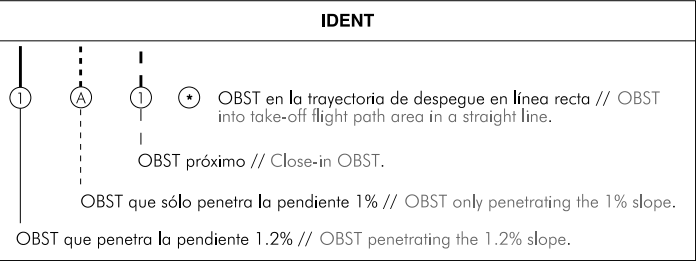 IDENT
1 A 1 * OBST en la trayectoria de despegue en línea recta // OBST
into take-off flight path area in a straight line.
OBST próximo // Close-in OBST.
OBST que sólo penetra la pendiente 1% // OBST only penetrating the 1% slope.
OBST que penetra la pendiente 1.2% // OBST penetrating the 1.2% slope.